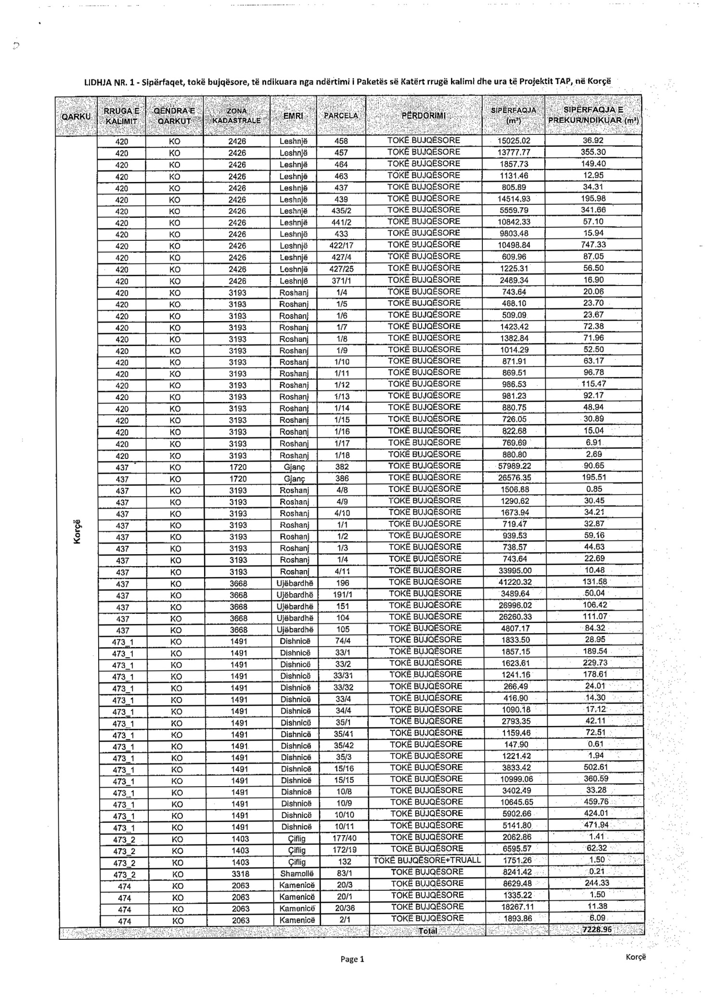 LIDHJA NR. 1 - Sipërfaqet, tokë bujqësore, të ndikuara nga ndërtimi i Paketës së Katërt rrugë kalimi dhe ura të Projektit TAP, në Korçë
QARKU RRUGA E KALIMIT QËNDRA E QARKUT ZONA KADASTRALE EMRI PARCELA PËRDORIMI SIPËRFAQJA (m²) SIPËRFAQJA E PREKUR/NDIKUAR (m²)
Korçë
420 KO 2426 Leshnjë 458 TOKË BUJQËSORE 15025.02 36.92
420 KO 2426 Leshnjë 457 TOKË BUJQËSORE 13777.77 355.30
420 KO 2426 Leshnjë 464 TOKË BUJQËSORE 1857.73 149.40
420 KO 2426 Leshnjë 463 TOKË BUJQËSORE 1131.46 12.95
420 KO 2426 Leshnjë 437 TOKË BUJQËSORE 805.89 34.31
420 KO 2426 Leshnjë 439 TOKË BUJQËSORE 14514.93 195.98
420 KO 2426 Leshnjë 435/2 TOKË BUJQËSORE 5559.79 341.66
420 KO 2426 Leshnjë 441/2 TOKË BUJQËSORE 10842.33 57.10
420 KO 2426 Leshnjë 433 TOKË BUJQËSORE 9803.48 15.94
420 KO 2426 Leshnjë 422/17 TOKË BUJQËSORE 10498.84 747.33
420 KO 2426 Leshnjë 427/4 TOKË BUJQËSORE 609.96 87.05
420 KO 2426 Leshnjë 427/25 TOKË BUJQËSORE 1225.31 56.50
420 KO 2426 Leshnjë 371/1 TOKË BUJQËSORE 2489.34 16.90
420 KO 3193 Roshanj 1/4 TOKË BUJQËSORE 743.64 20.06
420 KO 3193 Roshanj 1/5 TOKË BUJQËSORE 468.10 23.70
420 KO 3193 Roshanj 1/6 TOKË BUJQËSORE 509.09 23.67
420 KO 3193 Roshanj 1/7 TOKË BUJQËSORE 1423.42 72.38
420 KO 3193 Roshanj 1/8 TOKË BUJQËSORE 1382.84 71.96
420 KO 3193 Roshanj 1/9 TOKË BUJQËSORE 1014.29 52.50
420 KO 3193 Roshanj 1/10 TOKË BUJQËSORE 871.91 63.17
420 KO 3193 Roshanj 1/11 TOKË BUJQËSORE 869.51 96.78
420 KO 3193 Roshanj 1/12 TOKË BUJQËSORE 986.53 115.47
420 KO 3193 Roshanj 1/13 TOKË BUJQËSORE 981.23 92.17
420 KO 3193 Roshanj 1/14 TOKË BUJQËSORE 880.75 48.94
420 KO 3193 Roshanj 1/15 TOKË BUJQËSORE 726.05 30.89
420 KO 3193 Roshanj 1/16 TOKË BUJQËSORE 822.68 15.04
420 KO 3193 Roshanj 1/17 TOKË BUJQËSORE 769.69 6.91
420 KO 3193 Roshanj 1/18 TOKË BUJQËSORE 880.80 2.69
437 KO 1720 Gjanç 382 TOKË BUJQËSORE 57989.22 90.65
437 KO 1720 Gjanç 386 TOKË BUJQËSORE 26576.35 195.51
437 KO 3193 Roshanj 4/8 TOKË BUJQËSORE 1506.88 0.85
437 KO 3193 Roshanj 4/9 TOKË BUJQËSORE 1290.62 30.45
437 KO 3193 Roshanj 4/10 TOKË BUJQËSORE 1673.94 34.21
437 KO 3193 Roshanj 1/1 TOKË BUJQËSORE 719.47 32.87
437 KO 3193 Roshanj 1/2 TOKË BUJQËSORE 939.53 59.16
437 KO 3193 Roshanj 1/3 TOKË BUJQËSORE 738.57 44.63
437 KO 3193 Roshanj 1/4 TOKË BUJQËSORE 743.64 22.69
437 KO 3193 Roshanj 4/11 TOKË BUJQËSORE 33995.00 10.48
437 KO 3668 Ujëbardhë 196 TOKË BUJQËSORE 41220.32 131.58
437 KO 3668 Ujëbardhë 191/1 TOKË BUJQËSORE 3489.64 50.04
437 KO 3668 Ujëbardhë 151 TOKË BUJQËSORE 26996.02 106.42
437 KO 3668 Ujëbardhë 104 TOKË BUJQËSORE 26260.33 111.07
437 KO 3668 Ujëbardhë 105 TOKË BUJQËSORE 4807.17 84.32
473_1 KO 1491 Dishnicë 74/4 TOKË BUJQËSORE 1833.50 28.95
473_1 KO 1491 Dishnicë 33/1 TOKË BUJQËSORE 1857.15 189.54
473_1 KO 1491 Dishnicë 33/2 TOKË BUJQËSORE 1623.61 229.73
473_1 KO 1491 Dishnicë 33/31 TOKË BUJQËSORE 1241.16 178.61
473_1 KO 1491 Dishnicë 33/32 TOKË BUJQËSORE 266.49 24.01
473_1 KO 1491 Dishnicë 33/4 TOKË BUJQËSORE 416.90 14.30
473_1 KO 1491 Dishnicë 34/4 TOKË BUJQËSORE 1090.18 17.12
473_1 KO 1491 Dishnicë 35/1 TOKË BUJQËSORE 2793.35 42.11
473_1 KO 1491 Dishnicë 35/41 TOKË BUJQËSORE 1159.46 72.51
473_1 KO 1491 Dishnicë 35/42 TOKË BUJQËSORE 147.90 0.61
473_1 KO 1491 Dishnicë 35/3 TOKË BUJQËSORE 1221.42 1.94
473_1 KO 1491 Dishnicë 15/16 TOKË BUJQËSORE 3833.42 502.61
473_1 KO 1491 Dishnicë 15/15 TOKË BUJQËSORE 10999.06 360.59
473_1 KO 1491 Dishnicë 10/8 TOKË BUJQËSORE 3402.49 33.28
473_1 KO 1491 Dishnicë 10/9 TOKË BUJQËSORE 10645.65 459.76
473_1 KO 1491 Dishnicë 10/10 TOKË BUJQËSORE 5902.66 424.01
473_1 KO 1491 Dishnicë 10/11 TOKË BUJQËSORE 5141.80 471.94
473_2 KO 1403 Çiflig 177/40 TOKË BUJQËSORE 2062.86 1.41
473_2 KO 1403 Çiflig 172/19 TOKË BUJQËSORE 6595.57 62.32
473_2 KO 1403 Çiflig 132 TOKË BUJQËSORE+TRUALL 1751.26 1.50
473_2 KO 3318 Shamollë 83/1 TOKË BUJQËSORE 8241.42 0.21
474 KO 2063 Kamenicë 20/3 TOKË BUJQËSORE 8629.48 244.33
474 KO 2063 Kamenicë 20/1 TOKË BUJQËSORE 1335.22 1.50
474 KO 2063 Kamenicë 20/36 TOKË BUJQËSORE 18267.11 11.38
474 KO 2063 Kamenicë 2/1 TOKË BUJQËSORE 1893.86 6.09
Total 7228.96
Page 1
Korçë